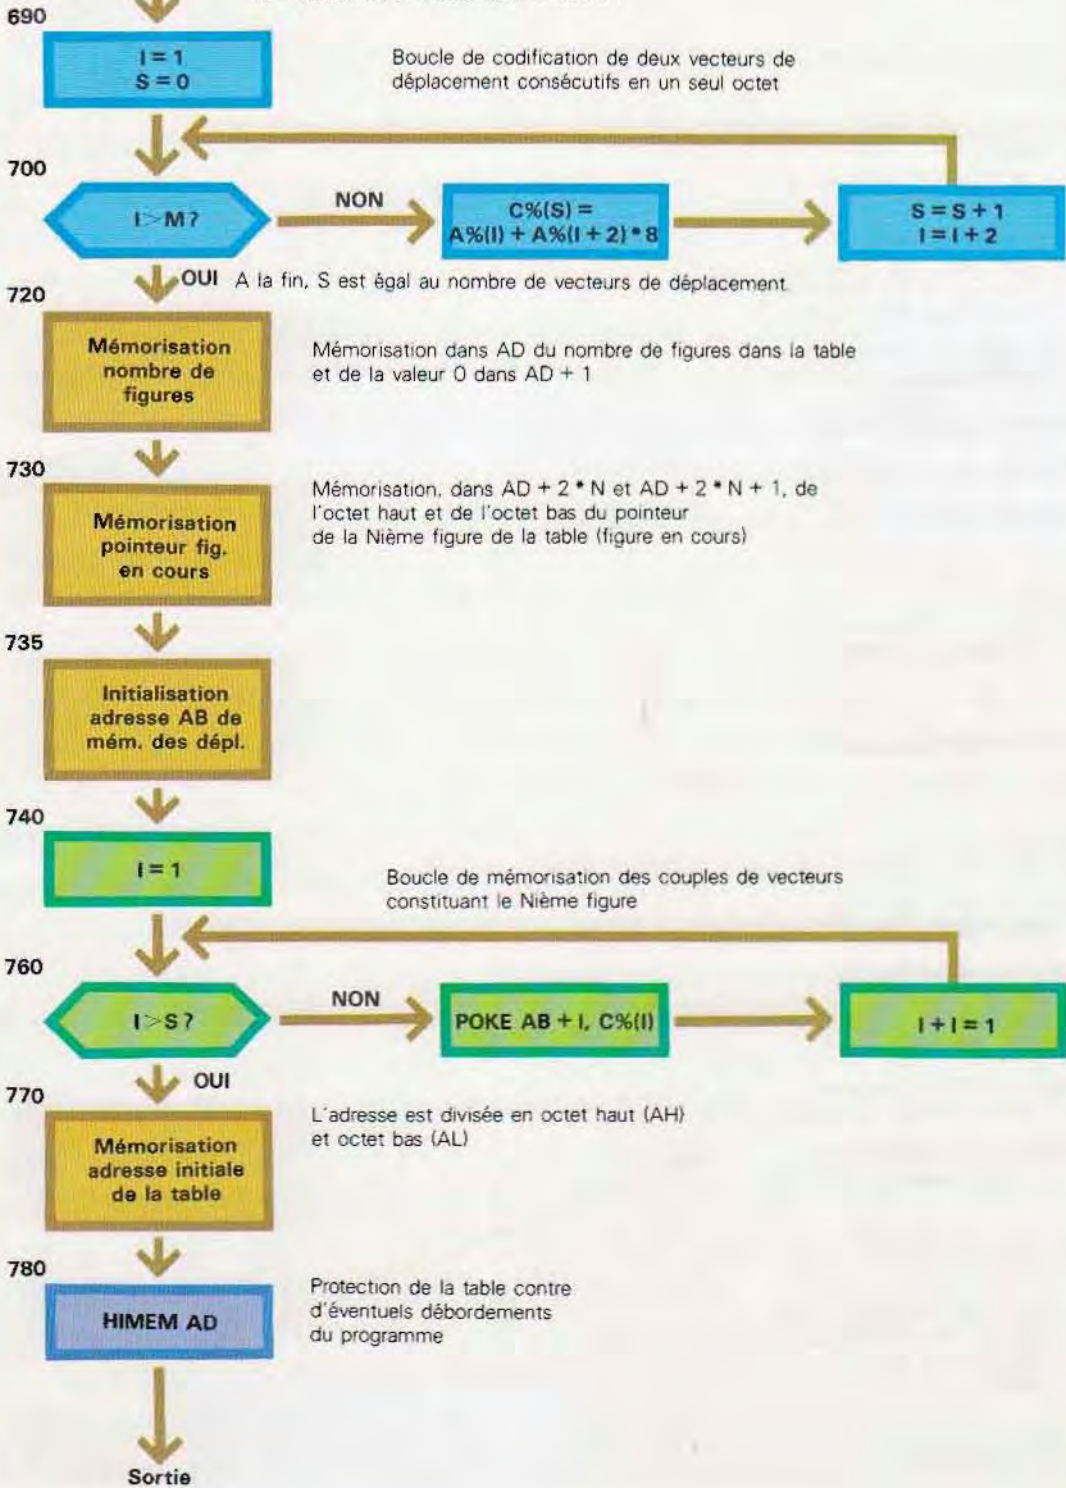 690
I = 1
S = 0
Boucle de codification de deux vecteurs de
déplacement consécutifs en un seul octet
700
I > M ?
NON
C%(S) =
A%(I) + A%(I + 2) * 8
S = S + 1
I = I + 2
OUI A la fin, S est égal au nombre de vecteurs de déplacement.
720
Mémorisation
nombre de
figures
Mémorisation dans AD du nombre de figures dans la table
et de la valeur 0 dans AD + 1
730
Mémorisation
pointeur fig.
en cours
Mémorisation, dans AD + 2 * N et AD + 2 * N + 1, de
l'octet haut et de l'octet bas du pointeur
de la Nième figure de la table (figure en cours)
735
Initialisation
adresse AB de
mém. des dépl.
740
I = 1
Boucle de mémorisation des couples de vecteurs
constituant le Nième figure
760
I > S ?
NON
POKE AB + I, C%(I)
I + I = 1
OUI
770
Mémorisation
adresse initiale
de la table
L'adresse est divisée en octet haut (AH)
et octet bas (AL)
780
HIMEM AD
Protection de la table contre
d'éventuels débordements
du programme
Sortie